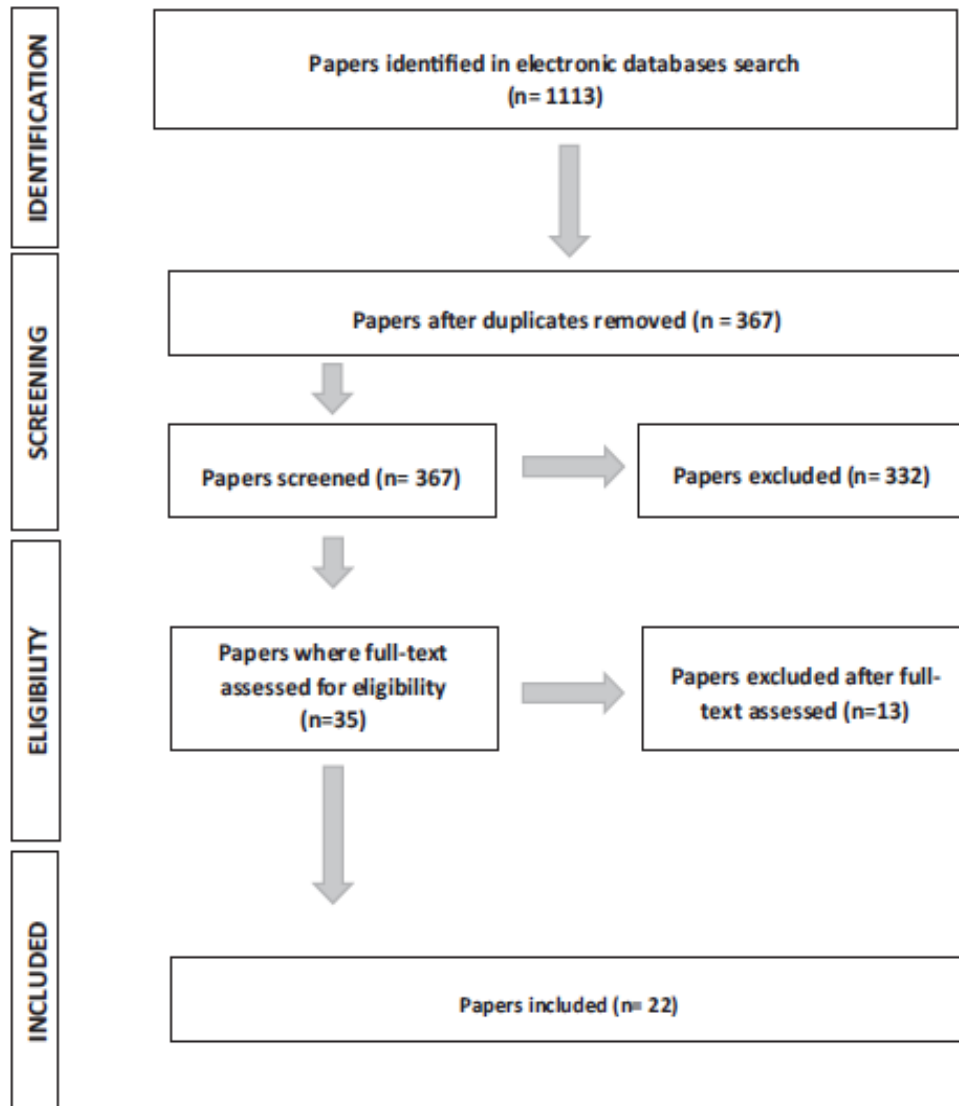 IDENTIFICATION
Papers identified in electronic databases search
(n= 1113)
SCREENING
Papers after duplicates removed (n = 367)
Papers screened (n= 367)
Papers excluded (n= 332)
ELIGIBILITY
Papers where full-text
assessed for eligibility
(n=35)
Papers excluded after full-
text assessed (n=13)
INCLUDED
Papers included (n= 22)